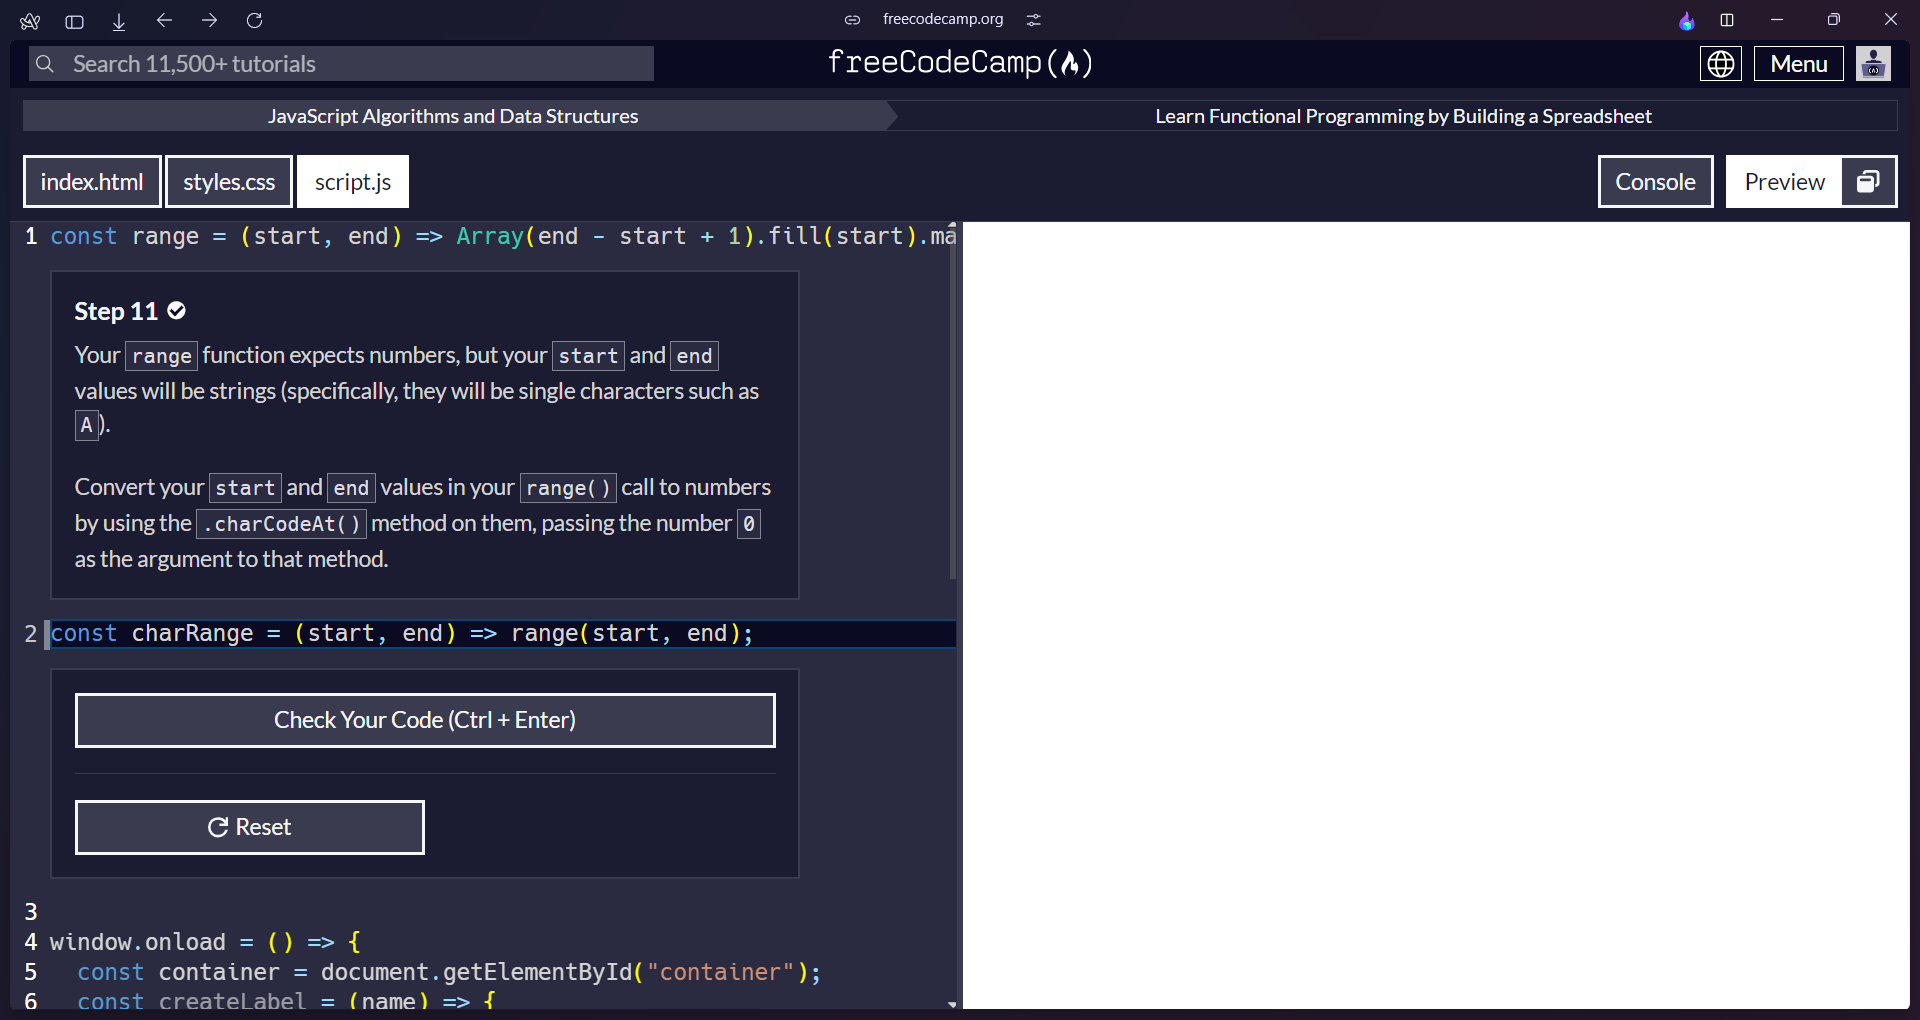 freecodecamp.org
Search 11,500+ tutorials
freeCodeCamp(🔥)
Menu
JavaScript Algorithms and Data Structures
Learn Functional Programming by Building a Spreadsheet
index.html
styles.css
script.js
Console
Preview
1 const range = (start, end) => Array(end - start + 1).fill(start).ma
Step 11
Your range function expects numbers, but your start and end
values will be strings (specifically, they will be single characters such as
A).
Convert your start and end values in your range() call to numbers
by using the .charCodeAt() method on them, passing the number 0
as the argument to that method.
2 const charRange = (start, end) => range(start, end);
Check Your Code (Ctrl + Enter)
Reset
3
4 window.onload = () => {
5 const container = document.getElementById("container");
6 const createLabel = (name) => {